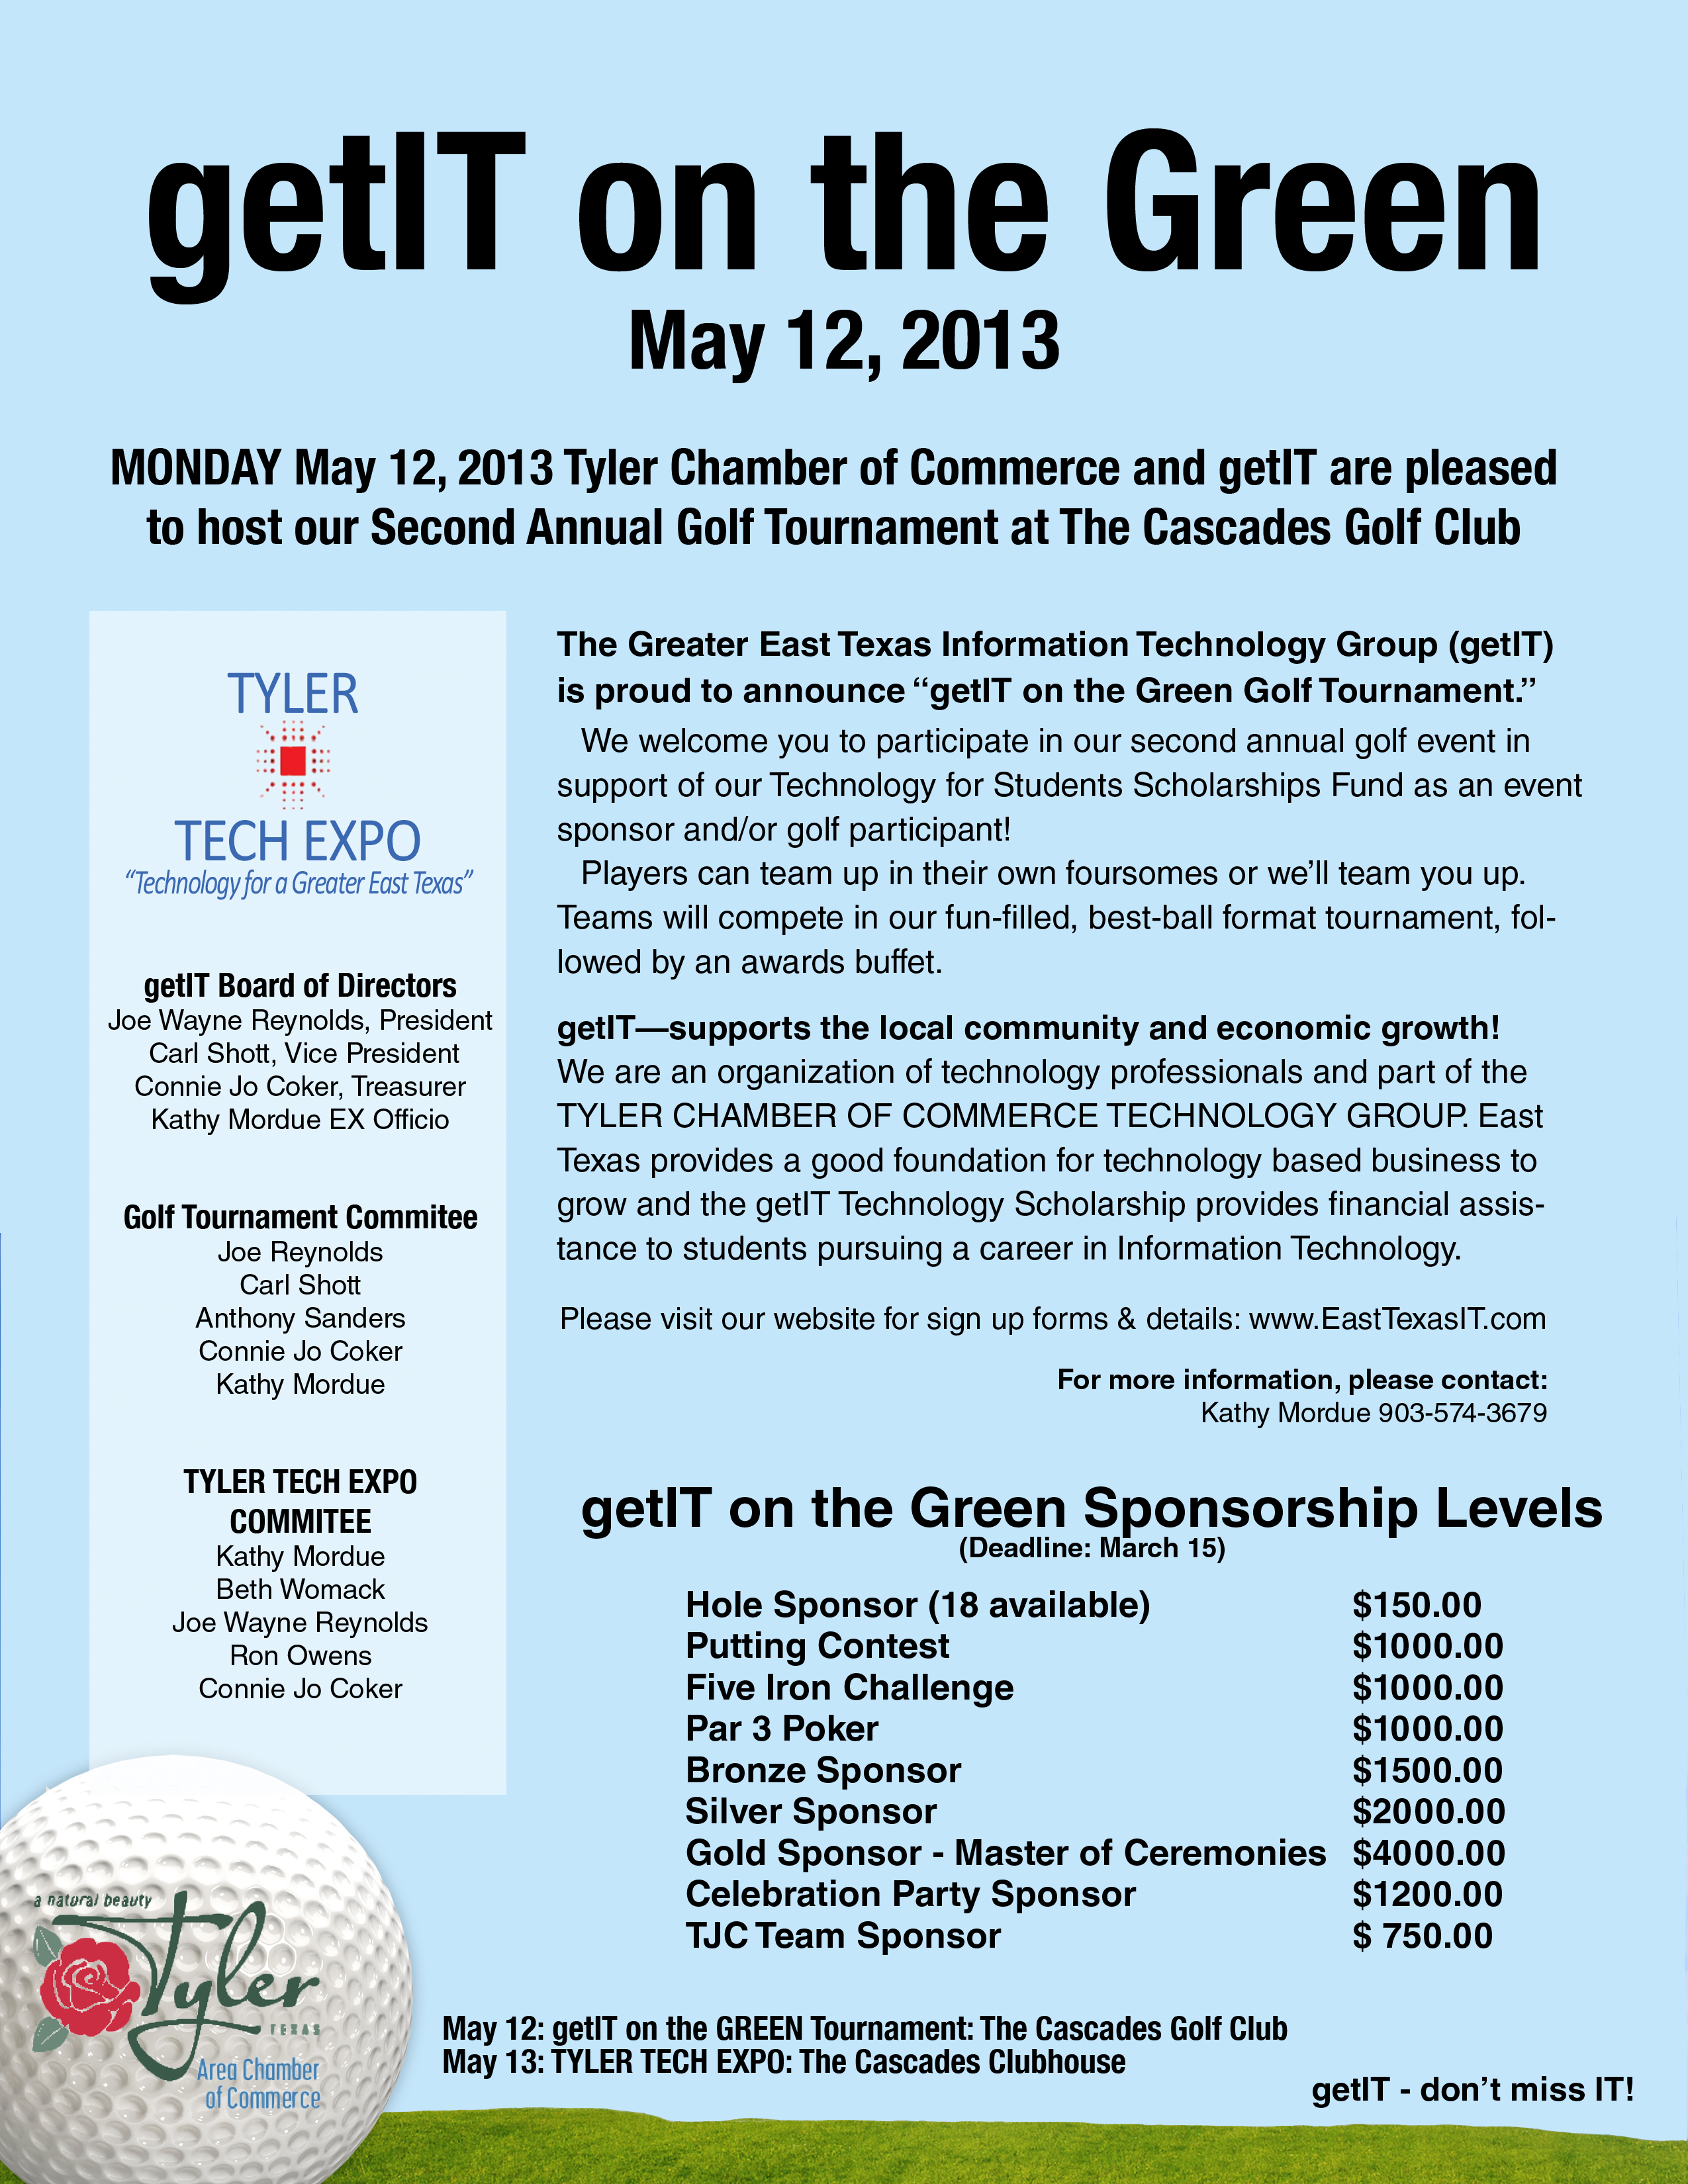 getIT on the Green
May 12, 2013
MONDAY May 12, 2013 Tyler Chamber of Commerce and getIT are pleased
to host our Second Annual Golf Tournament at The Cascades Golf Club
TYLER
TECH EXPO
“Technology for a Greater East Texas”
getIT Board of Directors
Joe Wayne Reynolds, President
Carl Shott, Vice President
Connie Jo Coker, Treasurer
Kathy Mordue EX Officio
Golf Tournament Commitee
Joe Reynolds
Carl Shott
Anthony Sanders
Connie Jo Coker
Kathy Mordue
TYLER TECH EXPO
COMMITEE
Kathy Mordue
Beth Womack
Joe Wayne Reynolds
Ron Owens
Connie Jo Coker
The Greater East Texas Information Technology Group (getIT)
is proud to announce “getIT on the Green Golf Tournament.”
We welcome you to participate in our second annual golf event in
support of our Technology for Students Scholarships Fund as an event
sponsor and/or golf participant!
Players can team up in their own foursomes or we’ll team you up.
Teams will compete in our fun-filled, best-ball format tournament, fol-
lowed by an awards buffet.
getIT—supports the local community and economic growth!
We are an organization of technology professionals and part of the
TYLER CHAMBER OF COMMERCE TECHNOLOGY GROUP. East
Texas provides a good foundation for technology based business to
grow and the getIT Technology Scholarship provides financial assis-
tance to students pursuing a career in Information Technology.
Please visit our website for sign up forms & details: www.EastTexasIT.com
For more information, please contact:
Kathy Mordue 903-574-3679
getIT on the Green Sponsorship Levels
(Deadline: March 15)
Hole Sponsor (18 available) $150.00
Putting Contest $1000.00
Five Iron Challenge $1000.00
Par 3 Poker $1000.00
Bronze Sponsor $1500.00
Silver Sponsor $2000.00
Gold Sponsor - Master of Ceremonies $4000.00
Celebration Party Sponsor $1200.00
TJC Team Sponsor $ 750.00
a natural beauty
Tyler
TEXAS
Area Chamber
of Commerce
May 12: getIT on the GREEN Tournament: The Cascades Golf Club
May 13: TYLER TECH EXPO: The Cascades Clubhouse
getIT - don’t miss IT!